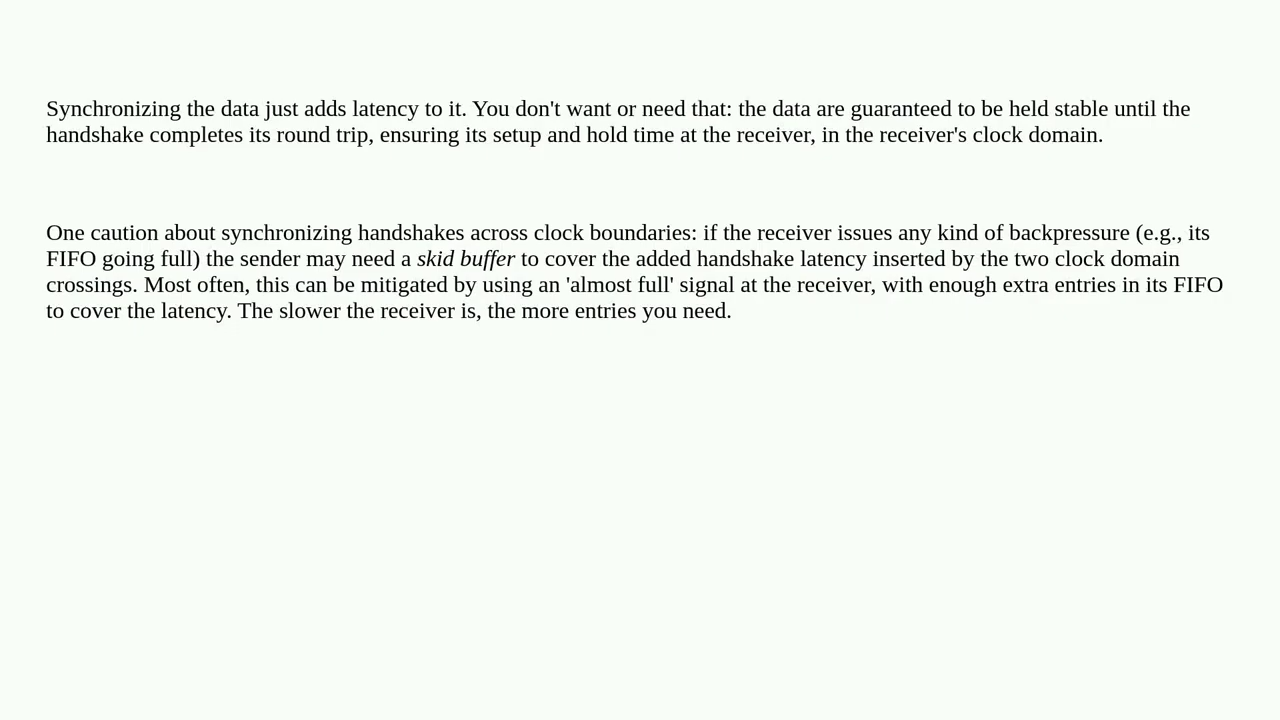 Synchronizing the data just adds latency to it. You don't want or need that: the data are guaranteed to be held stable until the
handshake completes its round trip, ensuring its setup and hold time at the receiver, in the receiver's clock domain.
One caution about synchronizing handshakes across clock boundaries: if the receiver issues any kind of backpressure (e.g., its
FIFO going full) the sender may need a skid buffer to cover the added handshake latency inserted by the two clock domain
crossings. Most often, this can be mitigated by using an 'almost full' signal at the receiver, with enough extra entries in its FIFO
to cover the latency. The slower the receiver is, the more entries you need.